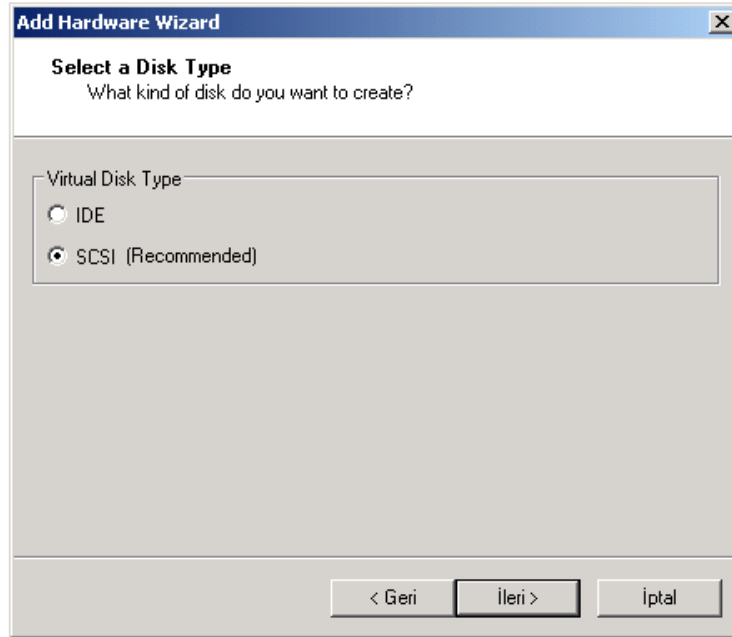 Add Hardware Wizard
Select a Disk Type
What kind of disk do you want to create?
Virtual Disk Type
IDE
SCSI (Recommended)
< Geri İleri > İptal